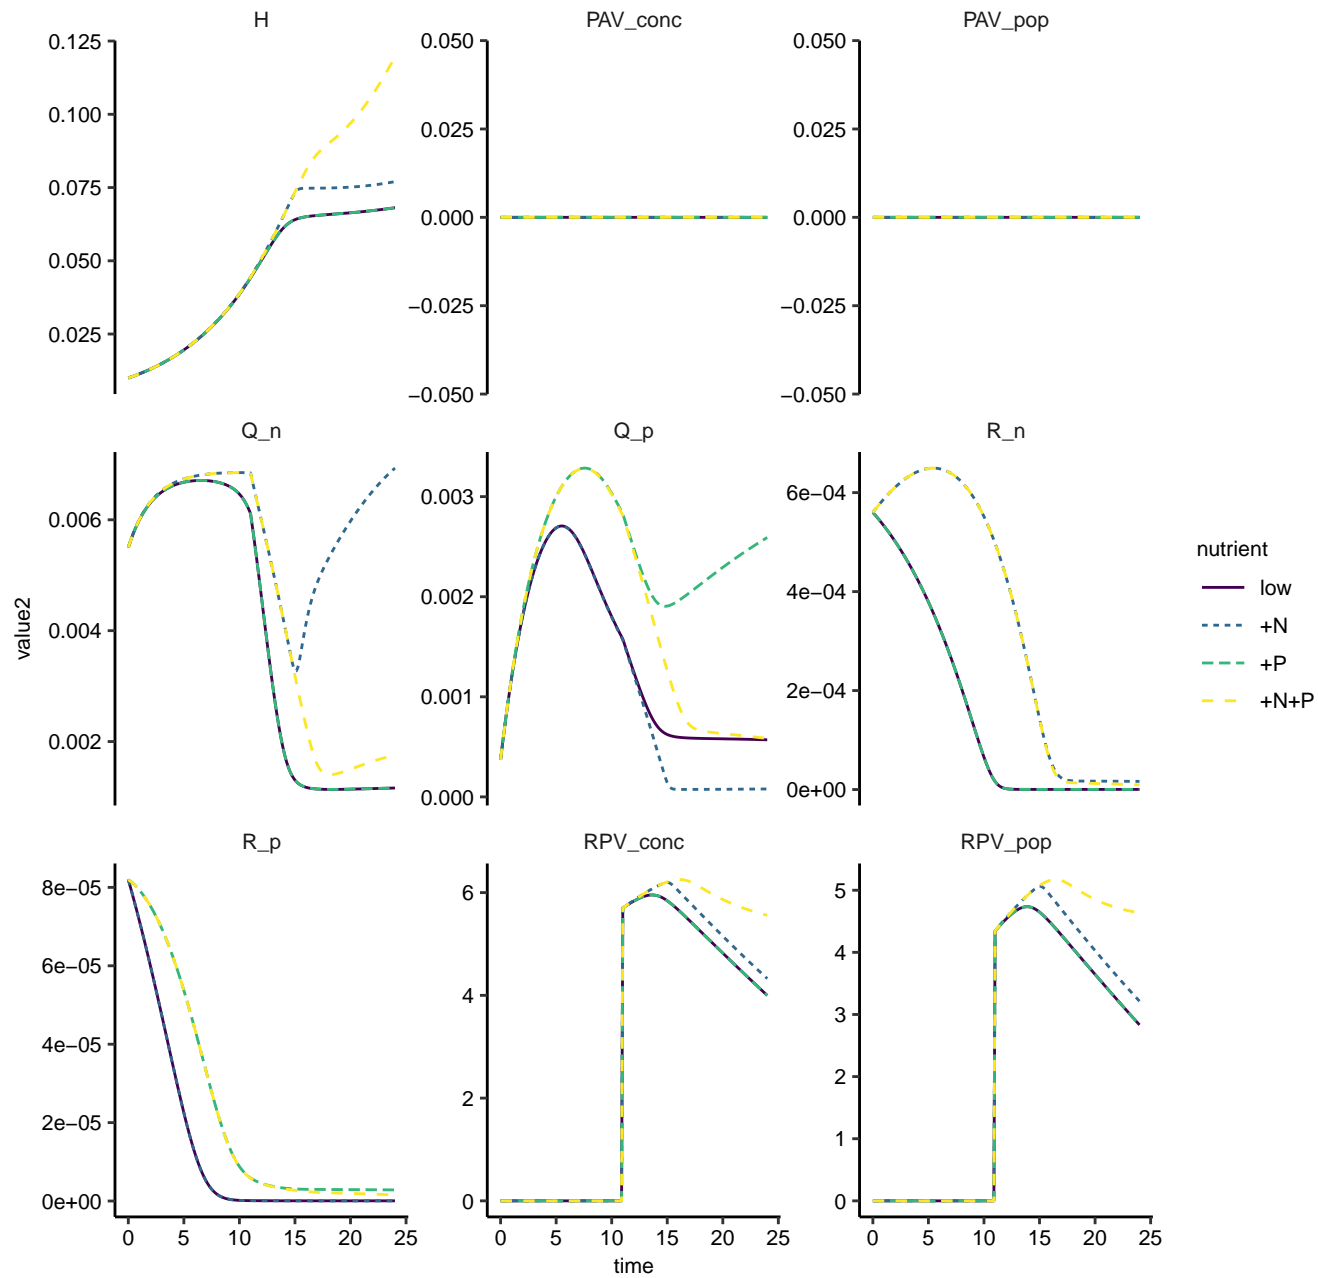 H
PAV_conc
PAV_pop
0.125
0.100
0.075
0.050
0.025
0.050
0.025
0.000
−0.025
−0.050
0.050
0.025
0.000
−0.025
−0.050
Q_n
Q_p
R_n
0.006
0.004
0.002
0.003
0.002
0.001
0.000
6e−04
4e−04
2e−04
0e+00
R_p
RPV_conc
RPV_pop
8e−05
6e−05
4e−05
2e−05
0e+00
6
4
2
0
5
4
3
2
1
0
0 5 10 15 20 25
0 5 10 15 20 25
0 5 10 15 20 25
time
value2
nutrient
low
+N
+P
+N+P